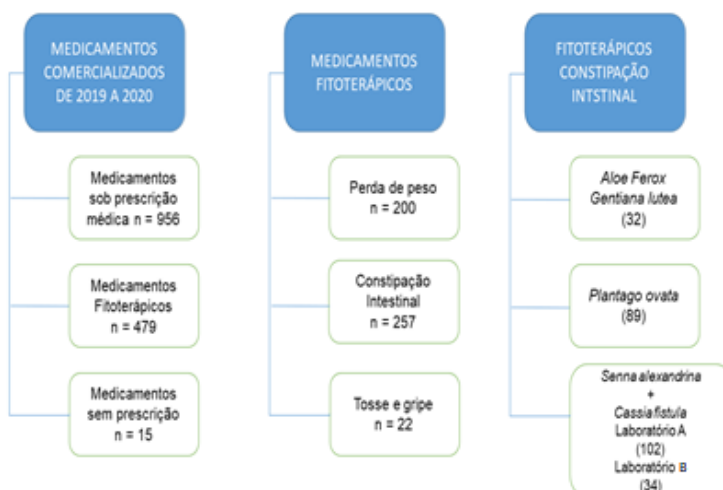 MEDICAMENTOS
COMERCIALIZADOS
DE 2019 A 2020
Medicamentos
sob prescrição
médica n = 956
Medicamentos
Fitoterápicos
n = 479
Medicamentos
sem prescrição
n = 15
MEDICAMENTOS
FITOTERÁPICOS
Perda de peso
n = 200
Constipação
Intestinal
n = 257
Tosse e gripe
n = 22
FITOTERÁPICOS
CONSTIPAÇÃO
INTSTINAL
Aloe Ferox
Gentiana lutea
(32)
Plantago ovata
(89)
Senna alexandrina
+
Cassia fistula
Laboratório A
(102)
Laboratório B
(34)